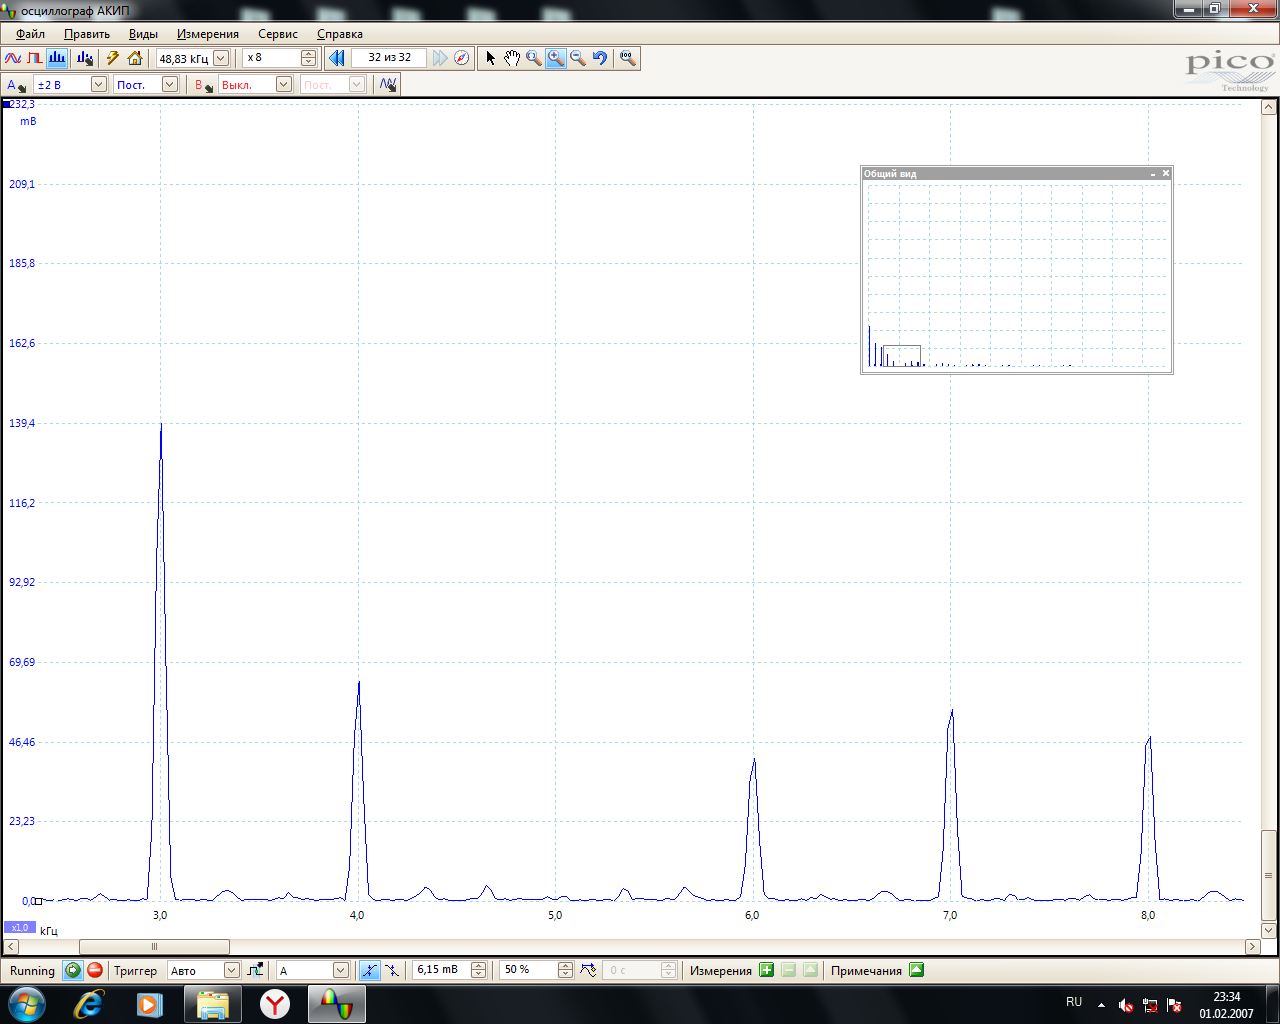 осциллограф АКИП
Файл Править Виды Измерения Сервис Справка
48,83 кГц x 8 32 из 32
pico
Technology
A ±2 В Пост. B Выкл. Пост.
232,3
mВ
209,1
185,8
162,6
139,4
116,2
92,92
69,69
46,46
23,23
0,0
Общий вид
3,0 4,0 5,0 6,0 7,0 8,0
x1,0 кГц
Running Триггер Авто A 6,15 mВ 50 % 0 с Измерения Примечания
RU 23:34
01.02.2007